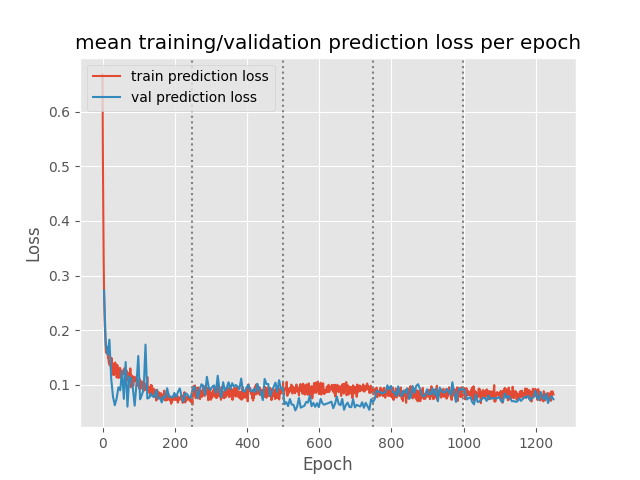 mean training/validation prediction loss per epoch
train prediction loss
val prediction loss
0.6
0.5
0.4
0.3
0.2
0.1
Loss
0 200 400 600 800 1000 1200
Epoch